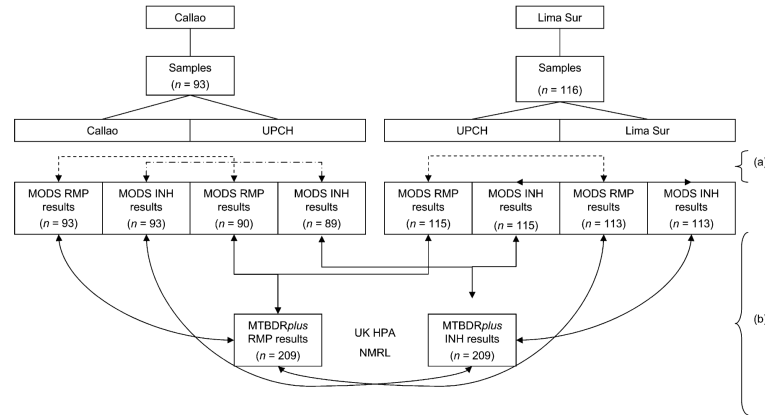 Callao
Lima Sur
Samples
(n = 93)
Samples
(n = 116)
Callao
UPCH
UPCH
Lima Sur
(a)
MODS RMP
results
(n = 93)
MODS INH
results
(n = 93)
MODS RMP
results
(n = 90)
MODS INH
results
(n = 89)
MODS RMP
results
(n = 115)
MODS INH
results
(n = 115)
MODS RMP
results
(n = 113)
MODS INH
results
(n = 113)
(b)
MTBDRplus
RMP results
(n = 209)
UK HPA
NMRL
MTBDRplus
INH results
(n = 209)